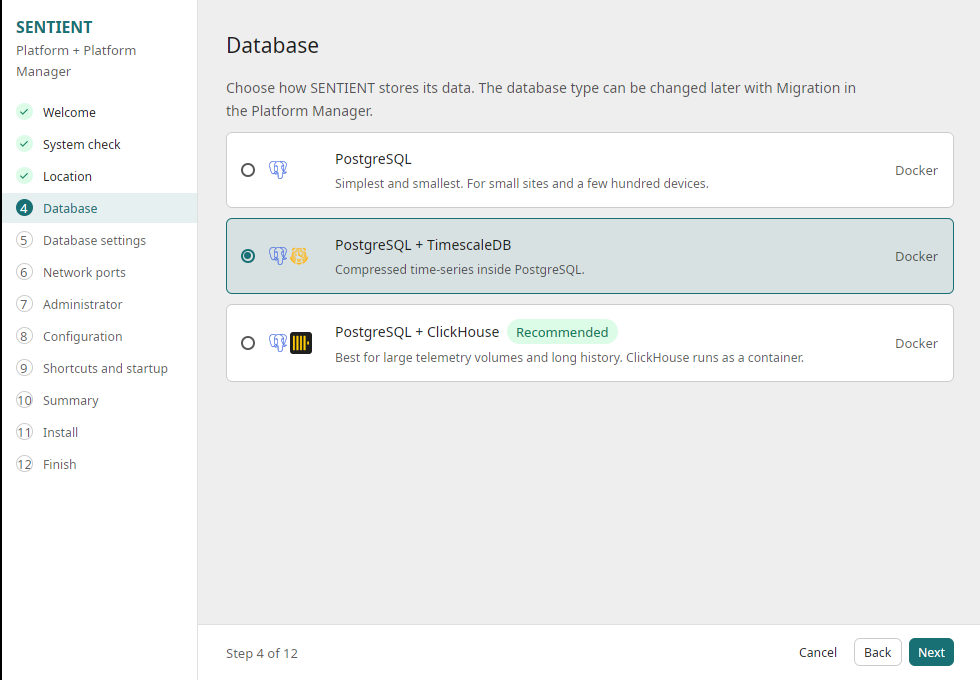 SENTIENT
Platform + Platform
Manager
Welcome
System check
Location
4 Database
5 Database settings
6 Network ports
7 Administrator
8 Configuration
9 Shortcuts and startup
10 Summary
11 Install
12 Finish
Database
Choose how SENTIENT stores its data. The database type can be changed later with Migration in
the Platform Manager.
PostgreSQL
Simplest and smallest. For small sites and a few hundred devices.
Docker
PostgreSQL + TimescaleDB
Compressed time-series inside PostgreSQL.
Docker
PostgreSQL + ClickHouse Recommended
Best for large telemetry volumes and long history. ClickHouse runs as a container.
Docker
Step 4 of 12
Cancel
Back
Next